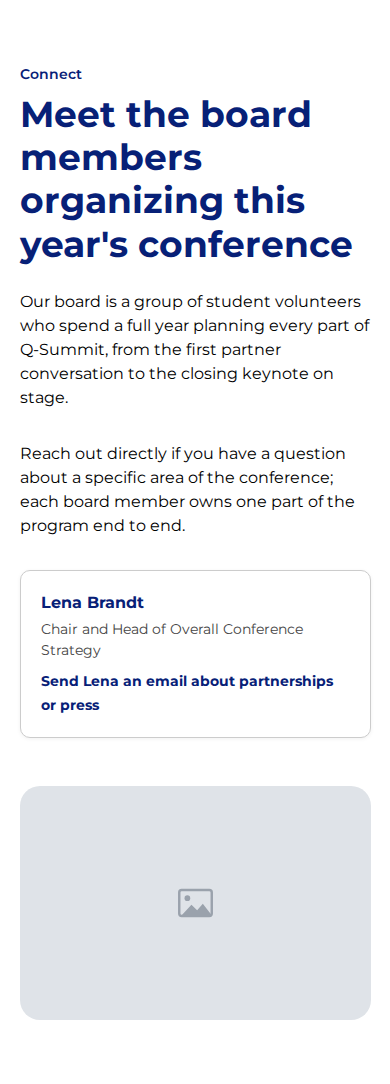 Connect
Meet the board
members
organizing this
year's conference
Our board is a group of student volunteers
who spend a full year planning every part of
Q-Summit, from the first partner
conversation to the closing keynote on
stage.
Reach out directly if you have a question
about a specific area of the conference;
each board member owns one part of the
program end to end.
Lena Brandt
Chair and Head of Overall Conference
Strategy
Send Lena an email about partnerships
or press